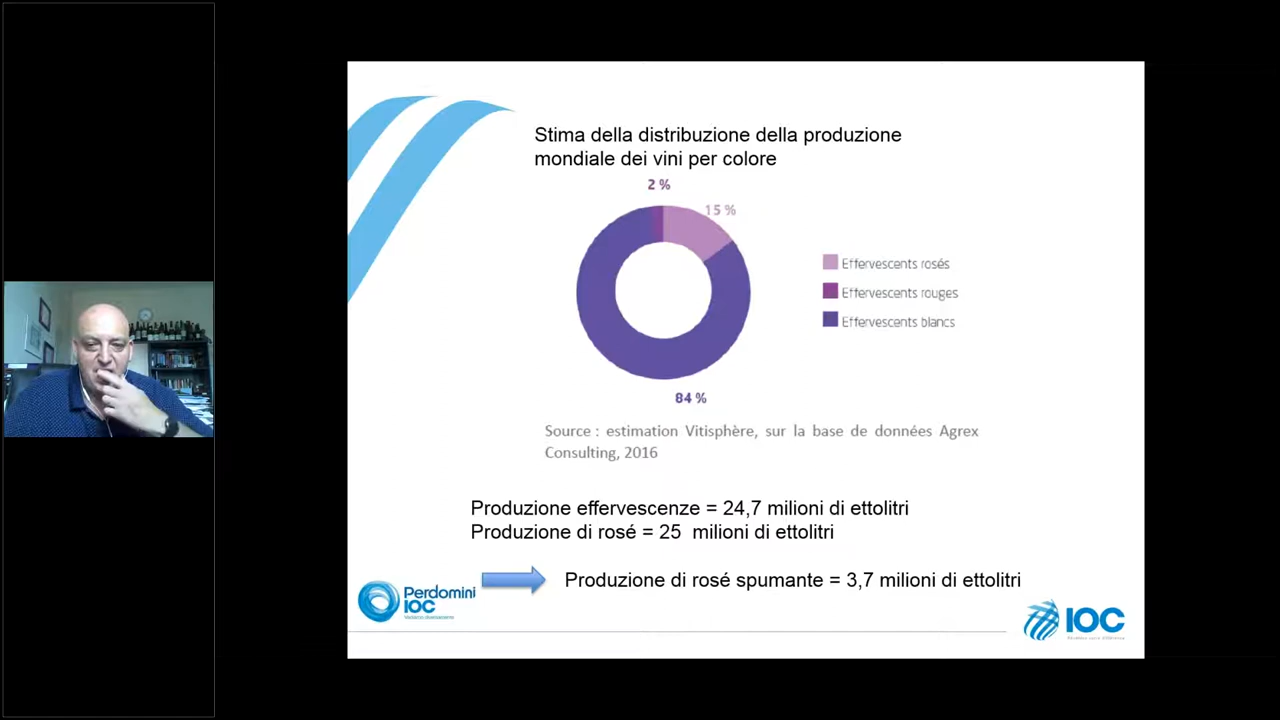 Stima della distribuzione della produzione
mondiale dei vini per colore
2 %
15 %
84 %
Effervescents rosés
Effervescents rouges
Effervescents blancs
Source : estimation Vitisphère, sur la base de données Agrex
Consulting, 2016
Produzione effervescenze = 24,7 milioni di ettolitri
Produzione di rosé = 25 milioni di ettolitri
Produzione di rosé spumante = 3,7 milioni di ettolitri
Perdomini
IOC
IOC